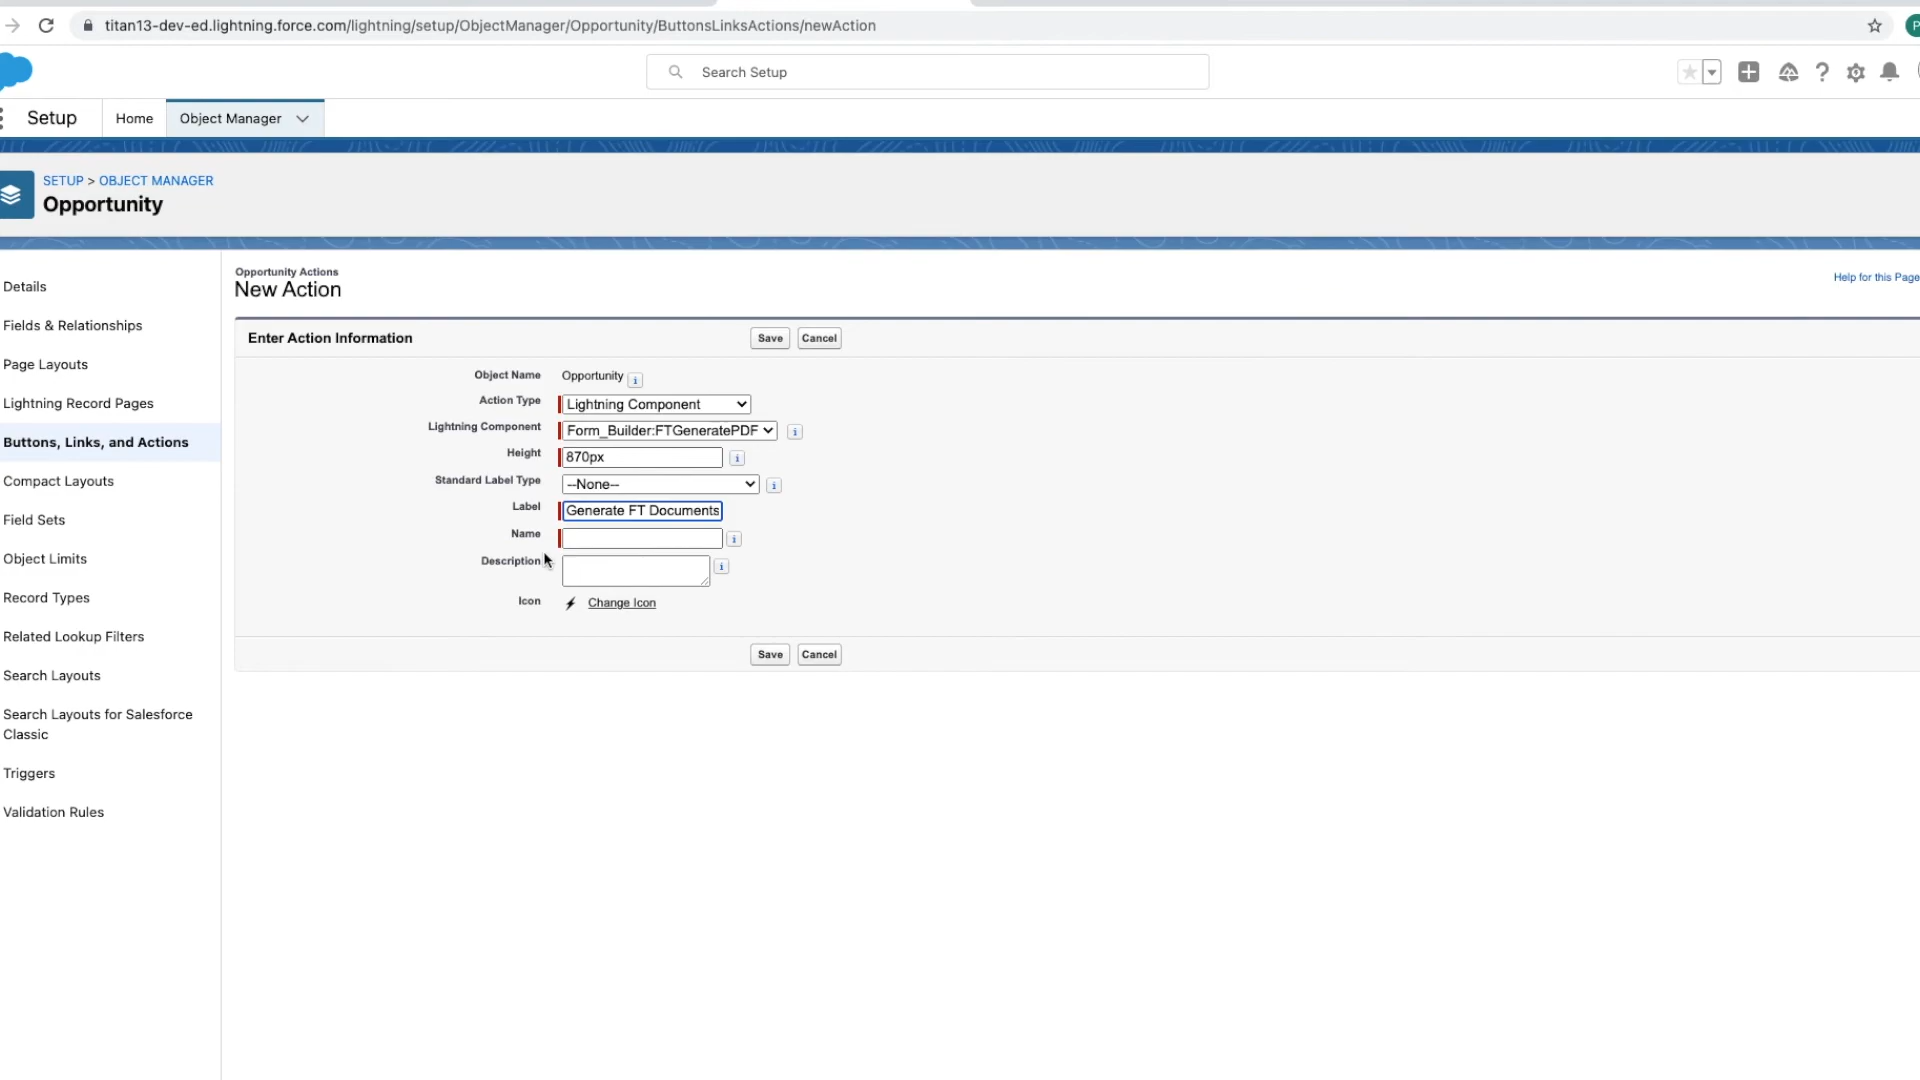 titan13-dev-ed.lightning.force.com/lightning/setup/ObjectManager/Opportunity/ButtonsLinksActions/newAction
P
Search Setup
Setup
Home
Object Manager
SETUP > OBJECT MANAGER
Opportunity
Details
Fields & Relationships
Page Layouts
Lightning Record Pages
Buttons, Links, and Actions
Compact Layouts
Field Sets
Object Limits
Record Types
Related Lookup Filters
Search Layouts
Search Layouts for Salesforce
Classic
Triggers
Validation Rules
Opportunity Actions
New Action
Help for this Page
Enter Action Information
Save
Cancel
Object Name Opportunity i
Action Type Lightning Component
Lightning Component Form_Builder:FTGeneratePDF i
Height 870px i
Standard Label Type --None-- i
Label Generate FT Documents
Name i
Description i
Icon Change Icon
Save
Cancel